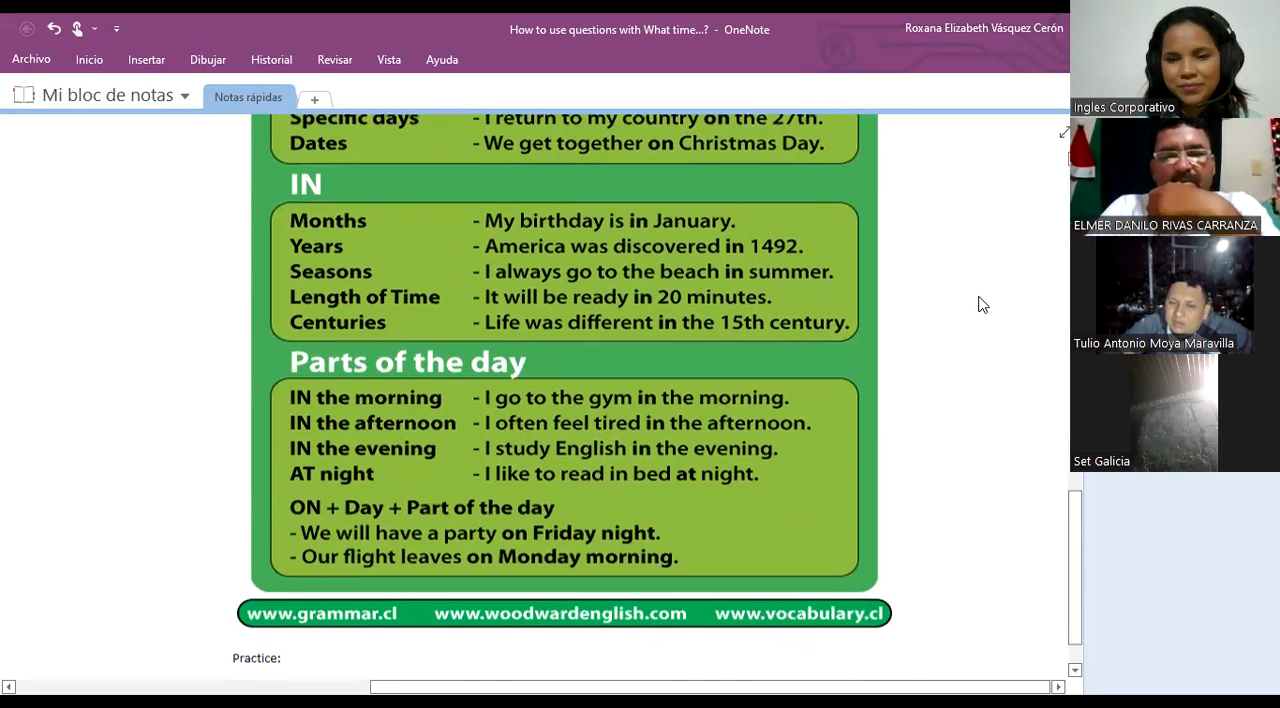 How to use questions with What time...? - OneNote
Roxana Elizabeth Vásquez Cerón
Archivo Inicio Insertar Dibujar Historial Revisar Vista Ayuda
Mi bloc de notas
Notas rápidas
Specific days - I return to my country on the 27th.
Dates - We get together on Christmas Day.
IN
Months - My birthday is in January.
Years - America was discovered in 1492.
Seasons - I always go to the beach in summer.
Length of Time - It will be ready in 20 minutes.
Centuries - Life was different in the 15th century.
Parts of the day
IN the morning - I go to the gym in the morning.
IN the afternoon - I often feel tired in the afternoon.
IN the evening - I study English in the evening.
AT night - I like to read in bed at night.
ON + Day + Part of the day
- We will have a party on Friday night.
- Our flight leaves on Monday morning.
www.grammar.cl www.woodwardenglish.com www.vocabulary.cl
Practice:
Ingles Corporativo
ELMER DANILO RIVAS CARRANZA
Tulio Antonio Moya Maravilla
Set Galicia